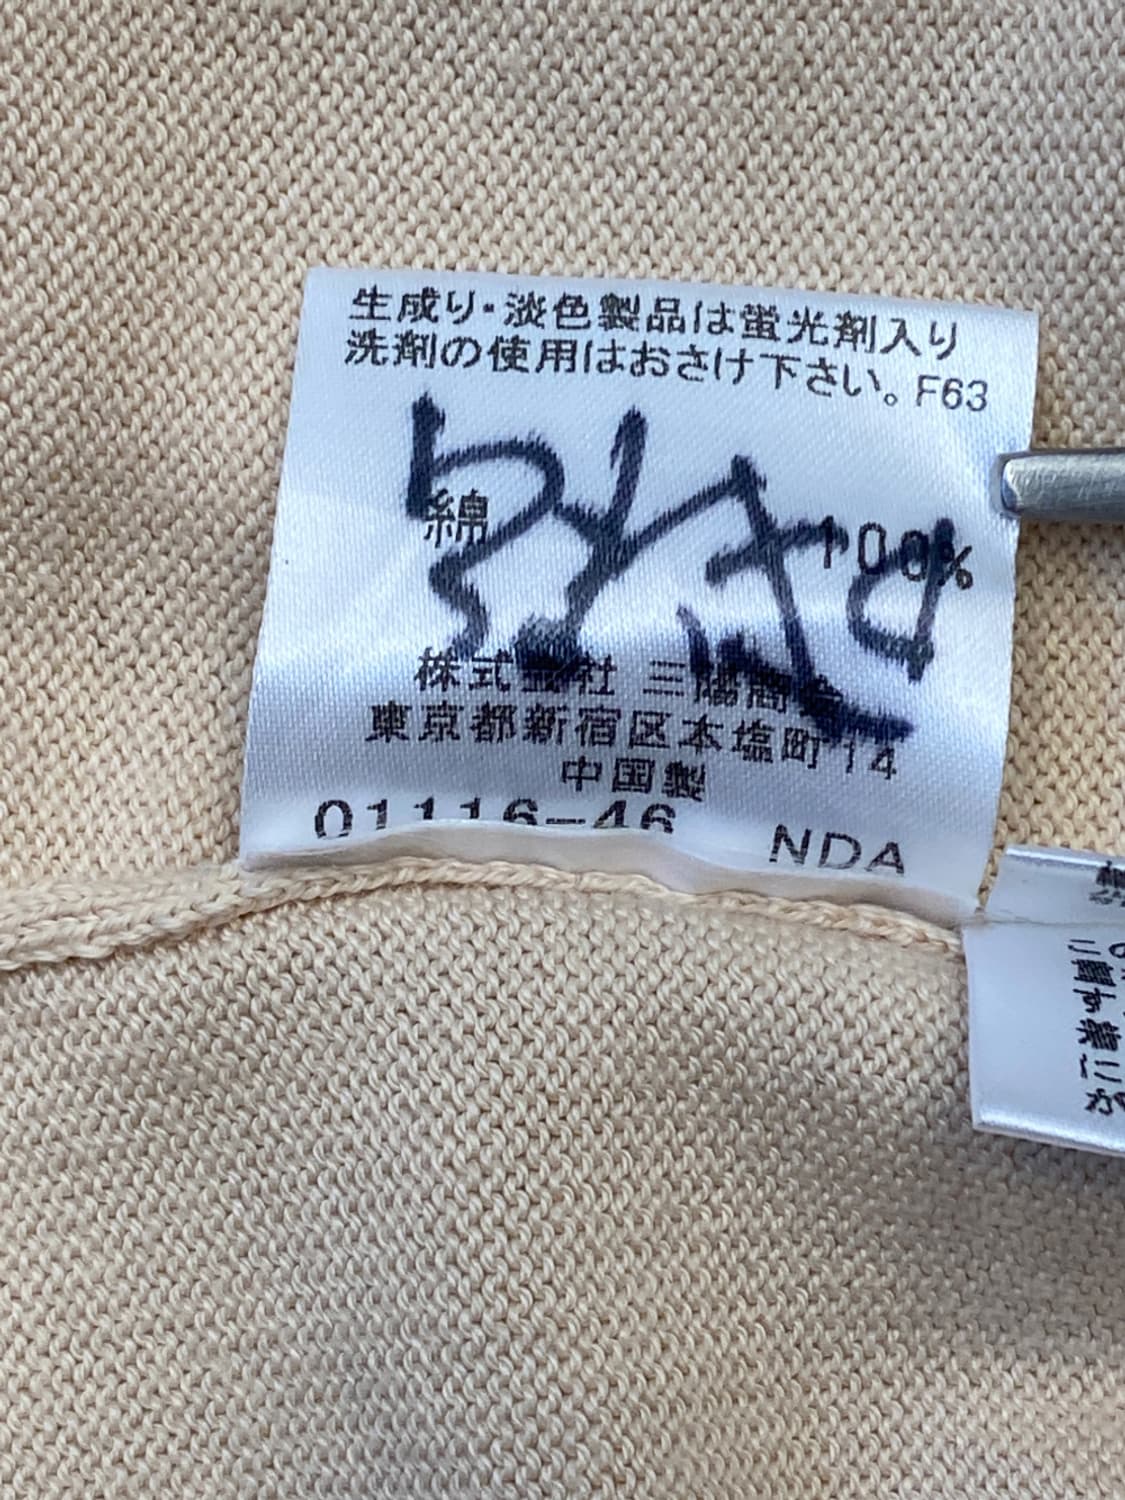 生成り・淡色製品は蛍光剤入り
洗剤の使用はおさけ下さい。F63
綿 100%
株式会社 三陽商会
東京都新宿区本塩町14
中国製
01116-46 NDA